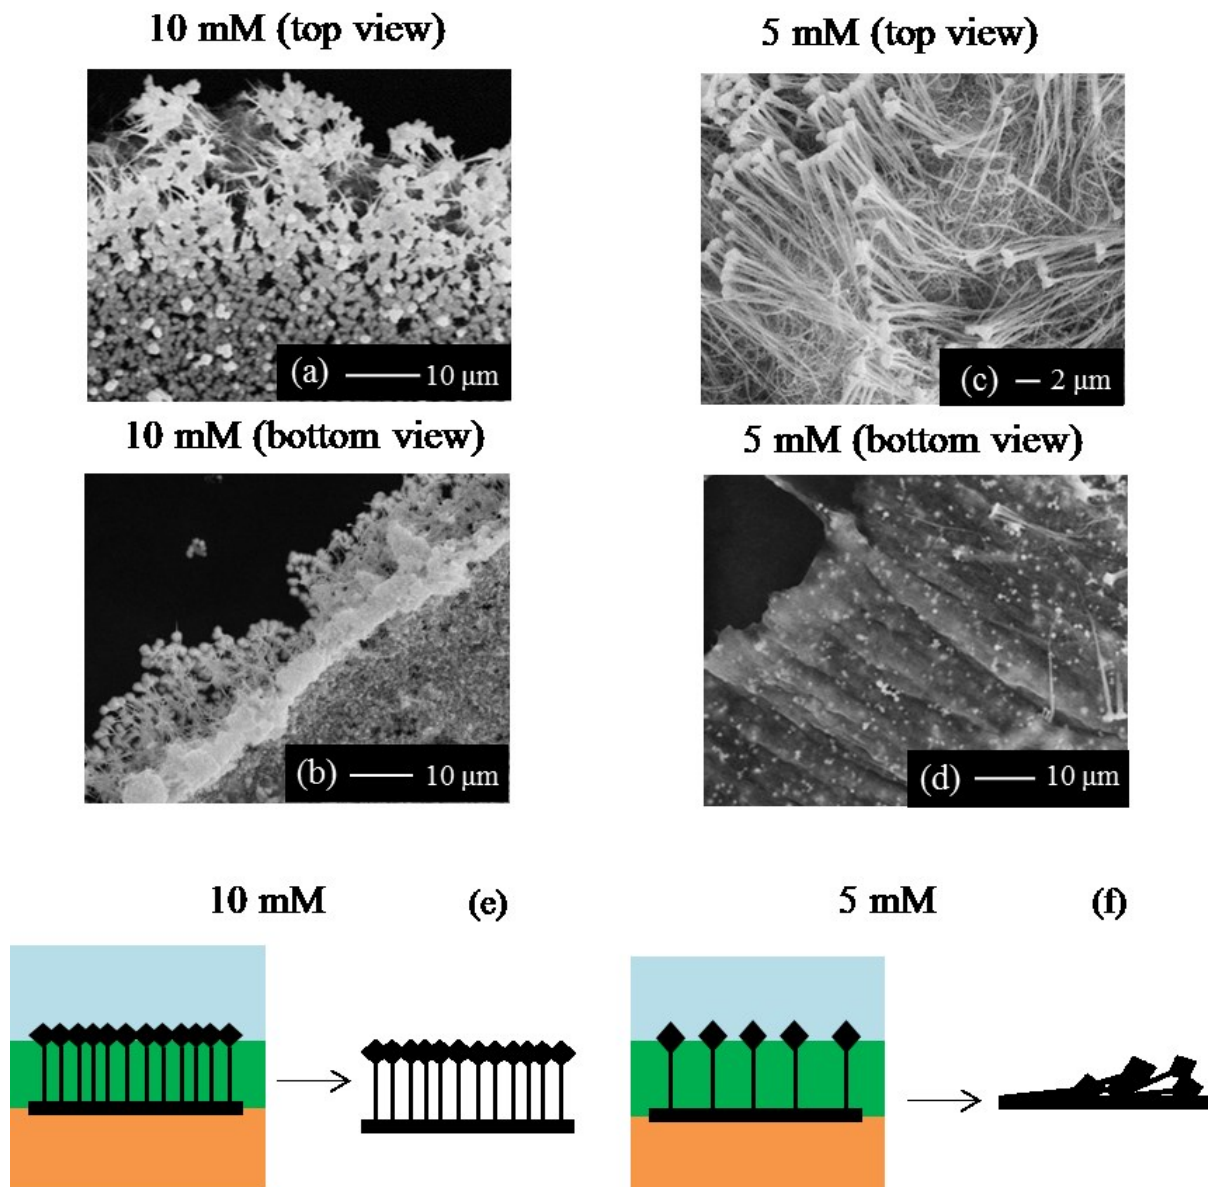 10 mM (top view)
5 mM (top view)
(a) 10 μm
(c) 2 μm
10 mM (bottom view)
5 mM (bottom view)
(b) 10 μm
(d) 10 μm
10 mM (e)
5 mM (f)